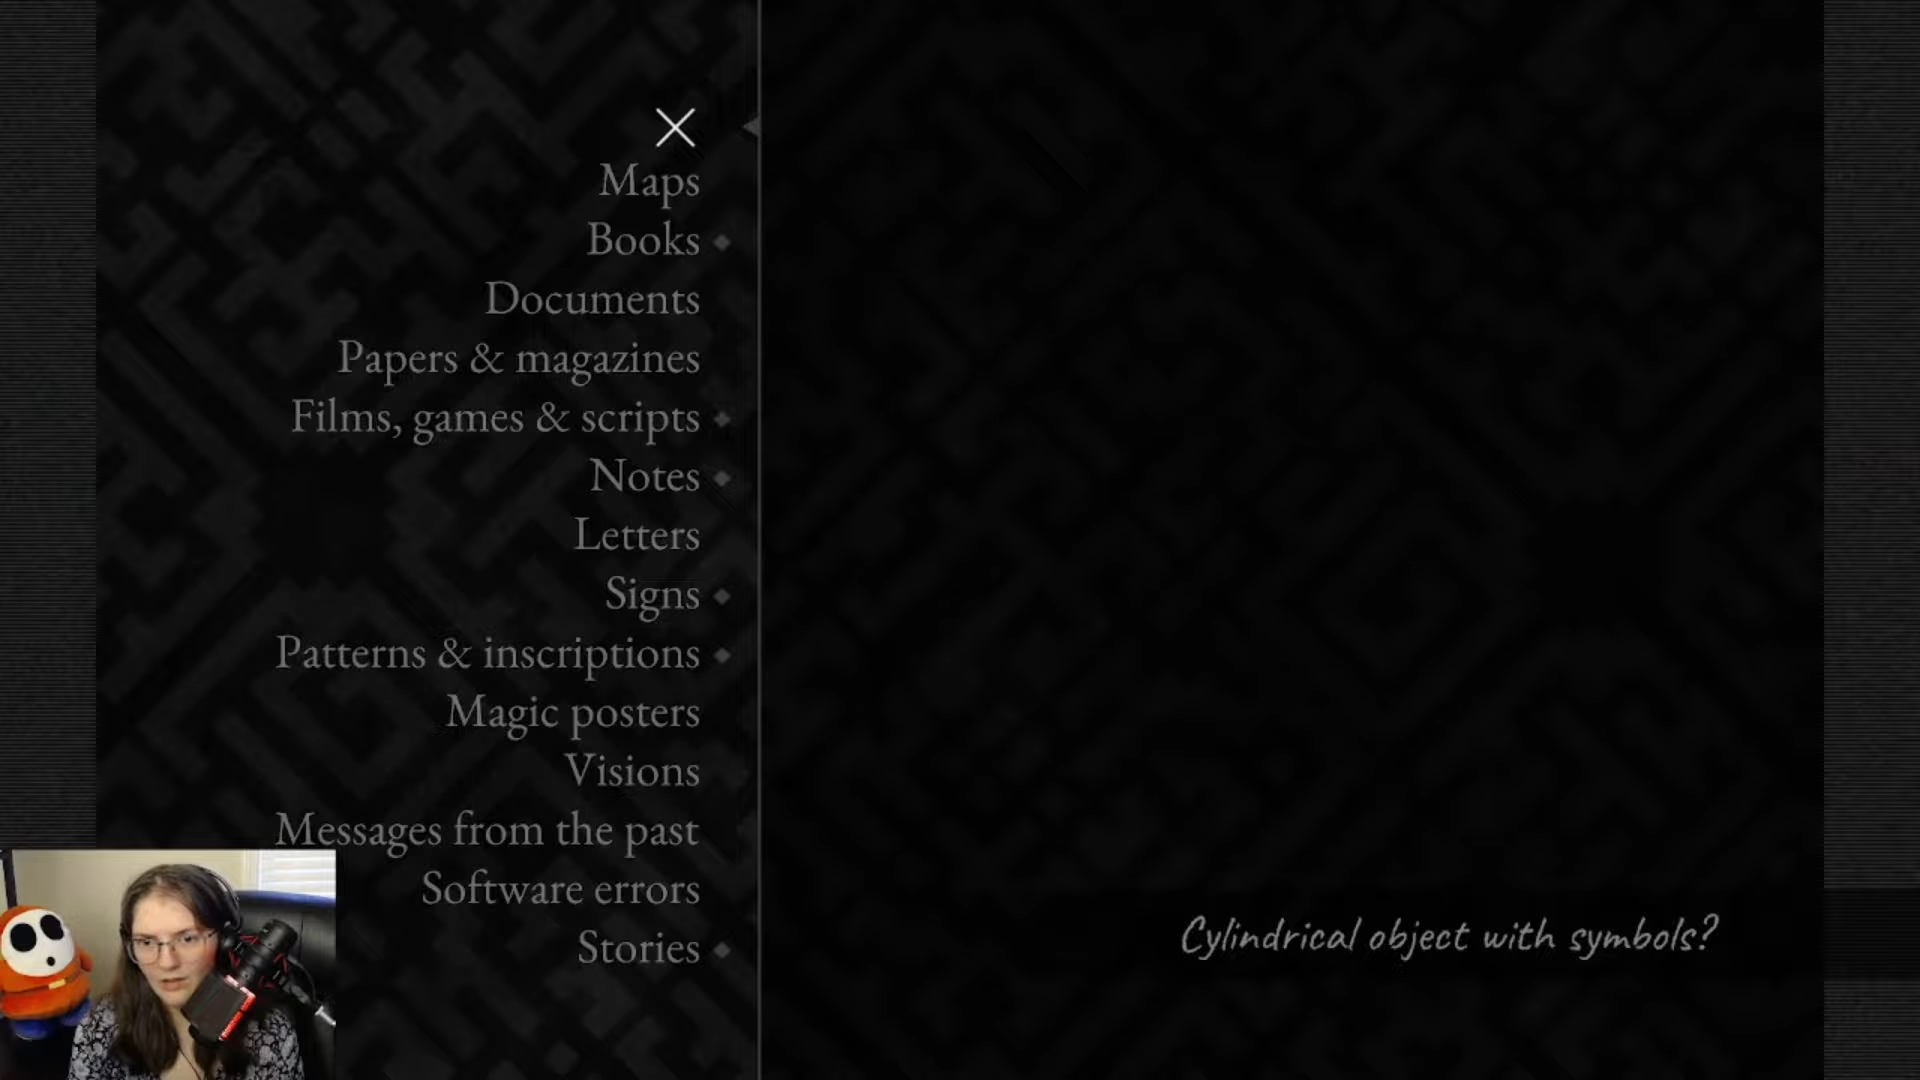 Maps
Books
Documents
Papers & magazines
Films, games & scripts
Notes
Letters
Signs
Patterns & inscriptions
Magic posters
Visions
Messages from the past
Software errors
Stories
Cylindrical object with symbols?